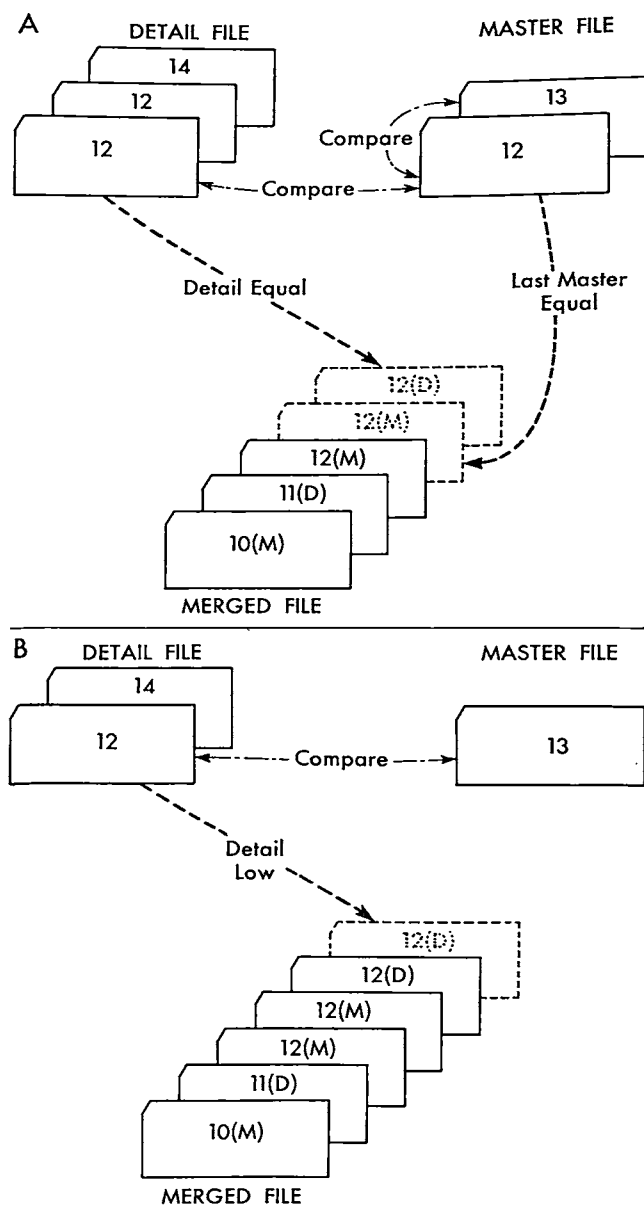 A
DETAIL FILE
MASTER FILE
14
12
12
13
12
Compare
Compare
Detail Equal
Last Master
Equal
12(D)
12(M)
12(M)
11(D)
10(M)
MERGED FILE
B
DETAIL FILE
MASTER FILE
14
12
13
Compare
Detail
Low
12(D)
12(D)
12(M)
12(M)
11(D)
10(M)
MERGED FILE